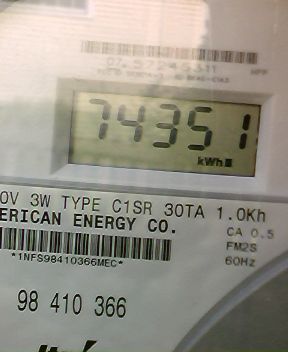 74351
kWh
0V 3W TYPE C1SR 30TA 1.0Kh
ERICAN ENERGY CO.
CA 0.5
FM2S
*1NFS98410366MEC*
60Hz
98 410 366